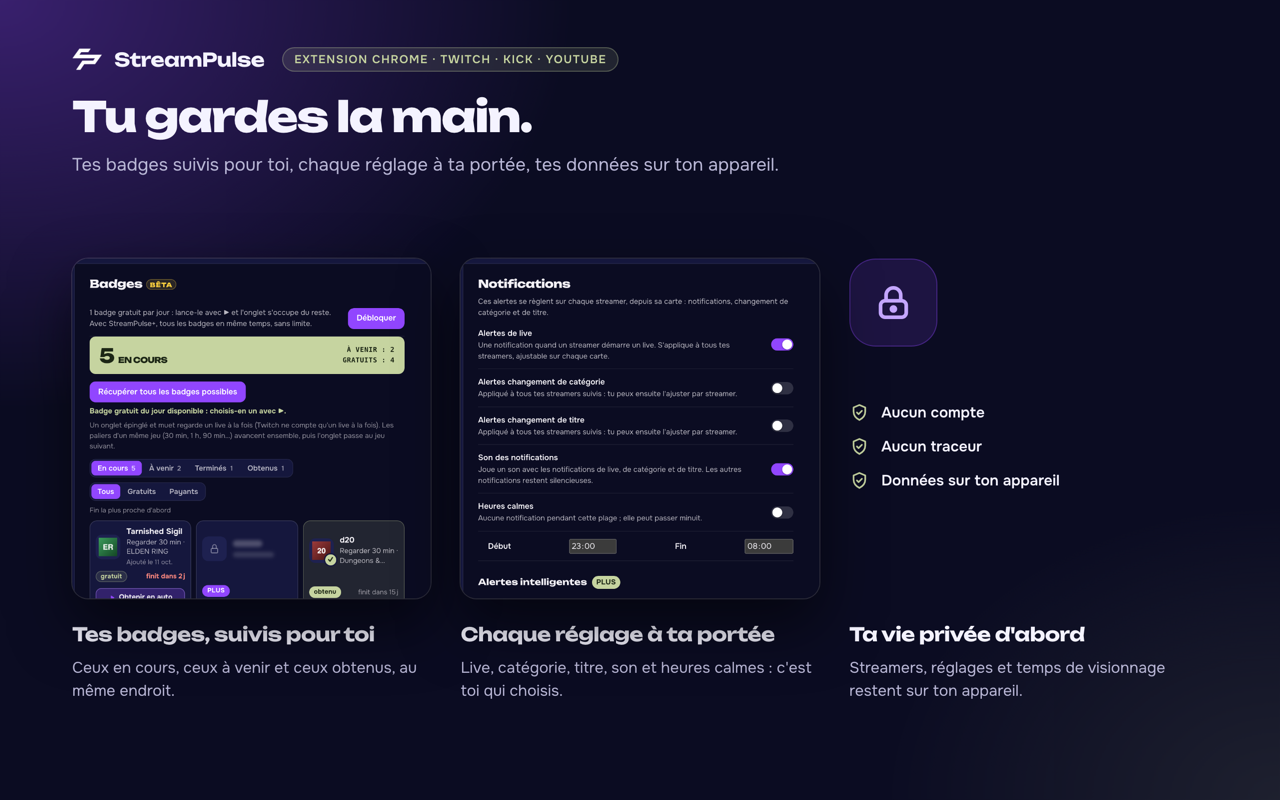 StreamPulse
EXTENSION CHROME · TWITCH · KICK · YOUTUBE
Tu gardes la main.
Tes badges suivis pour toi, chaque réglage à ta portée, tes données sur ton appareil.
Badges BÊTA
1 badge gratuit par jour : lance-le avec ▶ et l'onglet s'occupe du reste.
Avec StreamPulse+, tous les badges en même temps, sans limite.
Débloquer
5 EN COURS
À VENIR : 2
GRATUITS : 4
Récupérer tous les badges possibles
Badge gratuit du jour disponible : choisis-en un avec ▶.
Un onglet épinglé et muet regarde un live à la fois (Twitch ne compte qu'un live à la fois). Les
paliers d'un même jeu (30 min, 1 h, 90 min…) avancent ensemble, puis l'onglet passe au jeu
suivant.
En cours 5 À venir 2 Terminés 1 Obtenus 1
Tous Gratuits Payants
Fin la plus proche d'abord
ER
Tarnished Sigil
Regarder 30 min ·
ELDEN RING
Ajouté le 11 oct.
gratuit finit dans 2 j
Obtenir en auto
PLUS
20
d20
Regarder 30 min ·
Dungeons &…
obtenu finit dans 15 j
Notifications
Ces alertes se règlent sur chaque streamer, depuis sa carte : notifications, changement de
catégorie et de titre.
Alertes de live
Une notification quand un streamer démarre un live. S'applique à tous tes
streamers, ajustable sur chaque carte.
Alertes changement de catégorie
Appliqué à tous tes streamers suivis : tu peux ensuite l'ajuster par streamer.
Alertes changement de titre
Appliqué à tous tes streamers suivis : tu peux ensuite l'ajuster par streamer.
Son des notifications
Joue un son avec les notifications de live, de catégorie et de titre. Les autres
notifications restent silencieuses.
Heures calmes
Aucune notification pendant cette plage ; elle peut passer minuit.
Début 23:00 Fin 08:00
Alertes intelligentes PLUS
Aucun compte
Aucun traceur
Données sur ton appareil
Tes badges, suivis pour toi
Ceux en cours, ceux à venir et ceux obtenus, au
même endroit.
Chaque réglage à ta portée
Live, catégorie, titre, son et heures calmes : c'est
toi qui choisis.
Ta vie privée d'abord
Streamers, réglages et temps de visionnage
restent sur ton appareil.